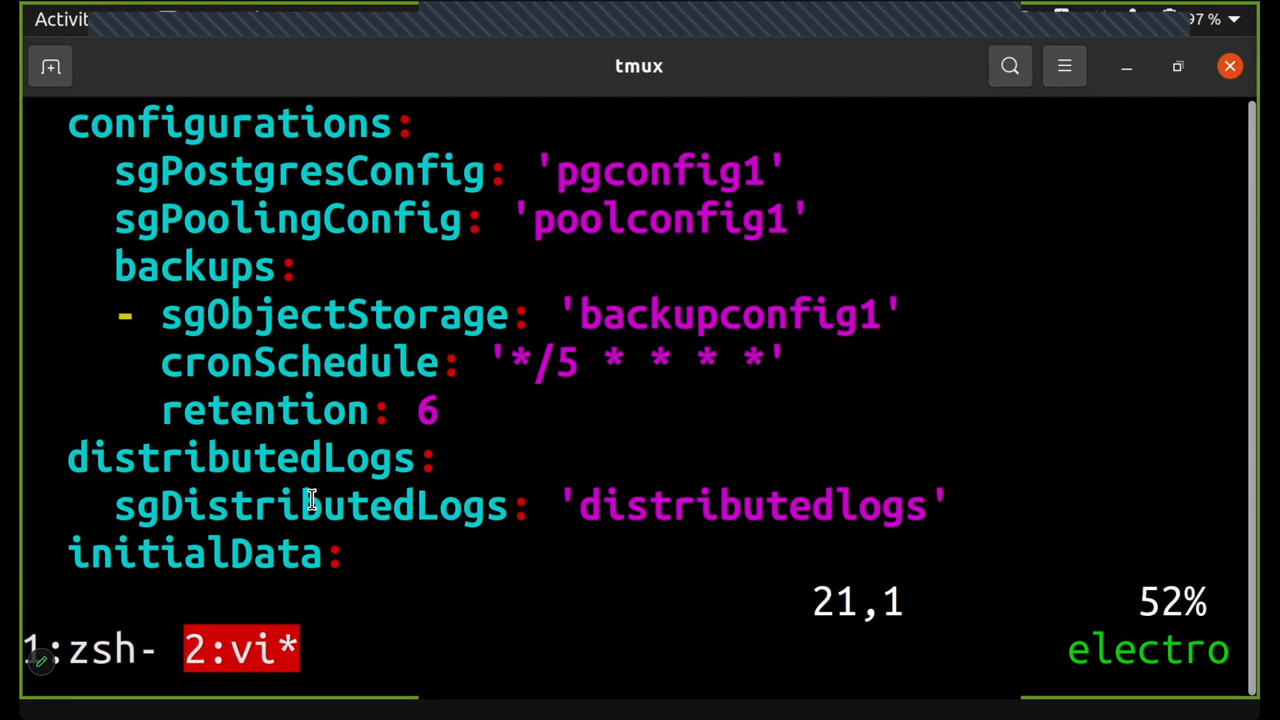 97 %
tmux
configurations:
sgPostgresConfig: 'pgconfig1'
sgPoolingConfig: 'poolconfig1'
backups:
- sgObjectStorage: 'backupconfig1'
cronSchedule: '*/5 * * * *'
retention: 6
distributedLogs:
sgDistributedLogs: 'distributedlogs'
initialData:
21,1 52%
1:zsh- 2:vi* electro